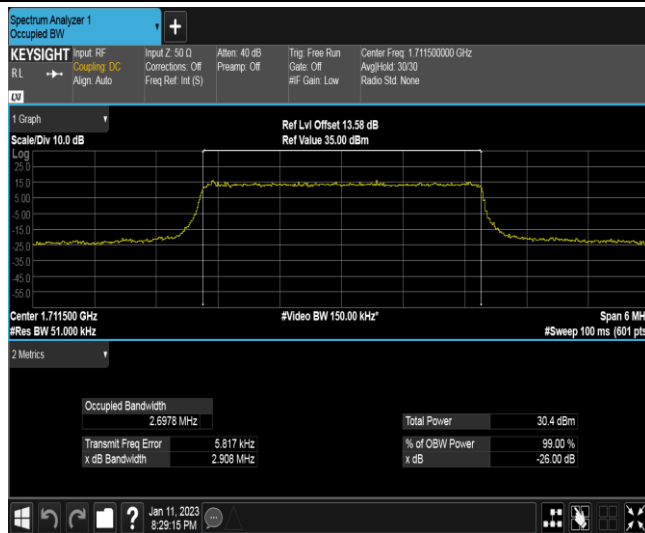 Spectrum Analyzer 1
Occupied BW
+
KEYSIGHT
RL
Input: RF
Coupling: DC
Align: Auto
Input Z: 50 Ω
Corrections: Off
Freq Ref: Int (S)
Atten: 40 dB
Preamp: Off
Trig: Free Run
Gate: Off
#IF Gain: Low
Center Freq: 1.711500000 GHz
Avg|Hold: 30/30
Radio Std: None
LXI
1 Graph
Scale/Div 10.0 dB
Ref Lvl Offset 13.58 dB
Ref Value 35.00 dBm
Log
25.0
15.0
5.00
-5.00
-15.0
-25.0
-35.0
-45.0
-55.0
Center 1.711500 GHz
#Video BW 150.00 kHz*
Span 6 MH
#Res BW 51.000 kHz
#Sweep 100 ms (601 pts
2 Metrics
Occupied Bandwidth
2.6978 MHz
Total Power 30.4 dBm
Transmit Freq Error 5.817 kHz
% of OBW Power 99.00 %
x dB Bandwidth 2.908 MHz
x dB -26.00 dB
?
Jan 11, 2023
8:29:15 PM